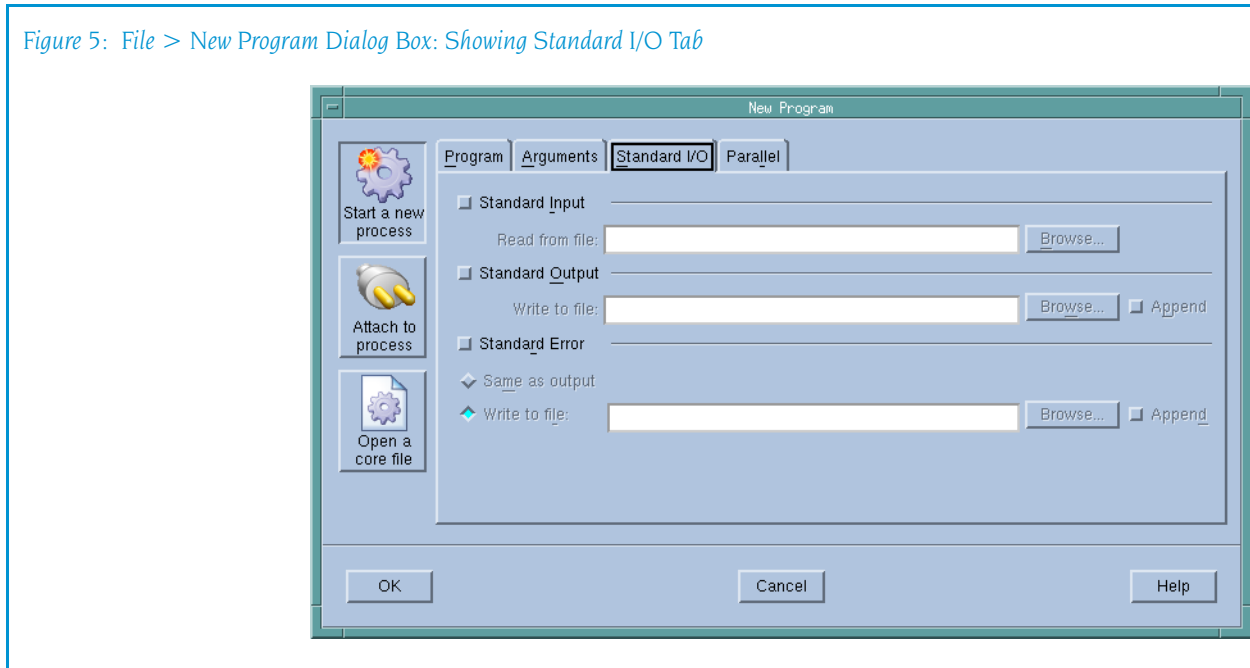 Figure 5: File > New Program Dialog Box: Showing Standard I/O Tab
New Program
Start a new
process
Attach to
process
Open a
core file
Program
Arguments
Standard I/O
Parallel
Standard Input
Read from file:
Browse...
Standard Output
Write to file:
Browse...
Append
Standard Error
Same as output
Write to file:
Browse...
Append
OK
Cancel
Help